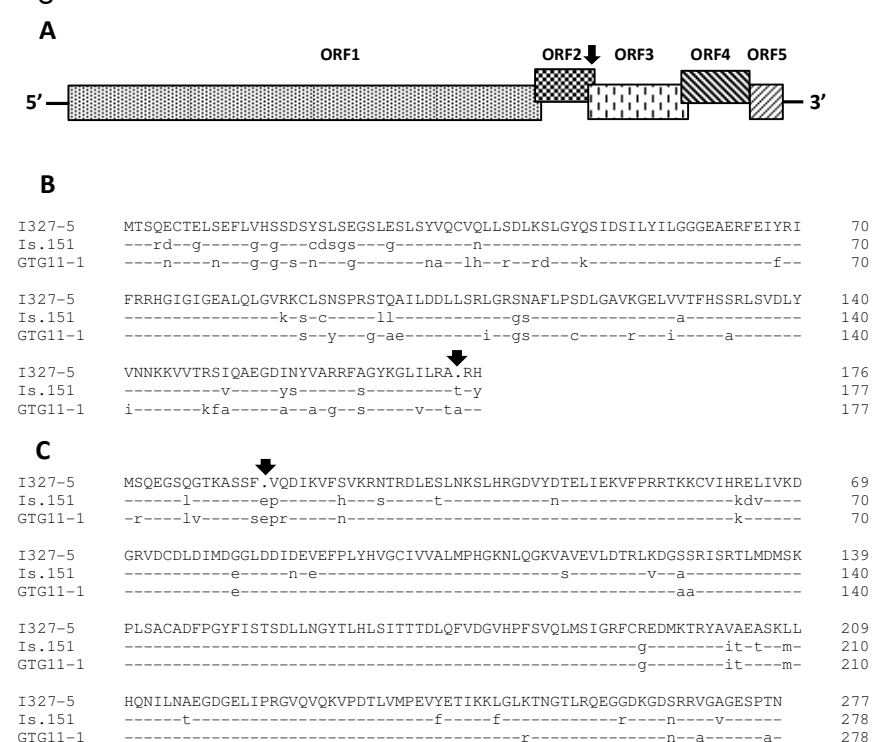 A
ORF1 ORF2 ORF3 ORF4 ORF5
5’ 3’
B
I327-5 MTSQECTELSEFLVHSSDSYSLSEGSLESLSYVQCVQLLSDLKSLGYQSIDSILYILGGGEAERFEIYRI 70
Is.151 ---rd--g-----g-g---cdsgs---g--------n--------------------------------- 70
GTG11-1 ----n----n---g-g-s-n---g-------na--lh--r--rd---k-------------------f-- 70
I327-5 FRRHGIGIGEALQLGVRKCLSNSPRSTQAILDDLLSRLGRSNAFLPSDLGAVKGELVVTFHSSRLSVDLY 140
Is.151 ----------------k-s-c-----ll------------gs---------------a------------ 140
GTG11-1 ------------------s--y---g-ae--------i--gs----c------r---i-----a------ 140
I327-5 VNNKKVVTRSIQAEGDINYVARRFAGYKGLILRA.RH 176
Is.151 ----------v-----ys-------s---------t-y 177
GTG11-1 i-------kfa-----a--a-g--s-----v--ta-- 177
C
I327-5 MSQEGSQGTKASSF.VQDIKVFSVKRNTRDLESLNKSLHRGDVYDTELIEKVFPRRTKKCVIHRELIVKD 69
Is.151 ------l-------ep------h---s-----t-----------n------------------kdv---- 70
GTG11-1 -r----lv-----sepr-----n----------------------------------------k------ 70
I327-5 GRVDCDLDIMDGGLDDIDEVEFPLYHVGCIVVALMPHGKNLQGKVAVEVLDTRLKDGSSRISRTLMDMSK 139
Is.151 ------------e-----n-e-------------------------s--------v--a----------- 140
GTG11-1 ------------e-------------------------------------------aa------------ 140
I327-5 PLSACADFPGYFISTSDLLNGYTLHLSITTTDLQFVDGVHPFSVQLMSIGRFCREDMKTRYAVAEASKLL 209
Is.151 -----------------------------------------------------g--------it-t--m- 210
GTG11-1 -----------------------------------------------------g--------it-----m- 210
I327-5 HQNILNAEGDGELIPRGVQVQKVPDTLVMPEVYETIKKLGLKTNGTLRQEGGDKGDSRRVGAGESPTN 277
Is.151 -------t-------------------------f-----f------------r----n----v------ 278
GTG11-1 ------------------------------------------r--------------n--a------a- 278